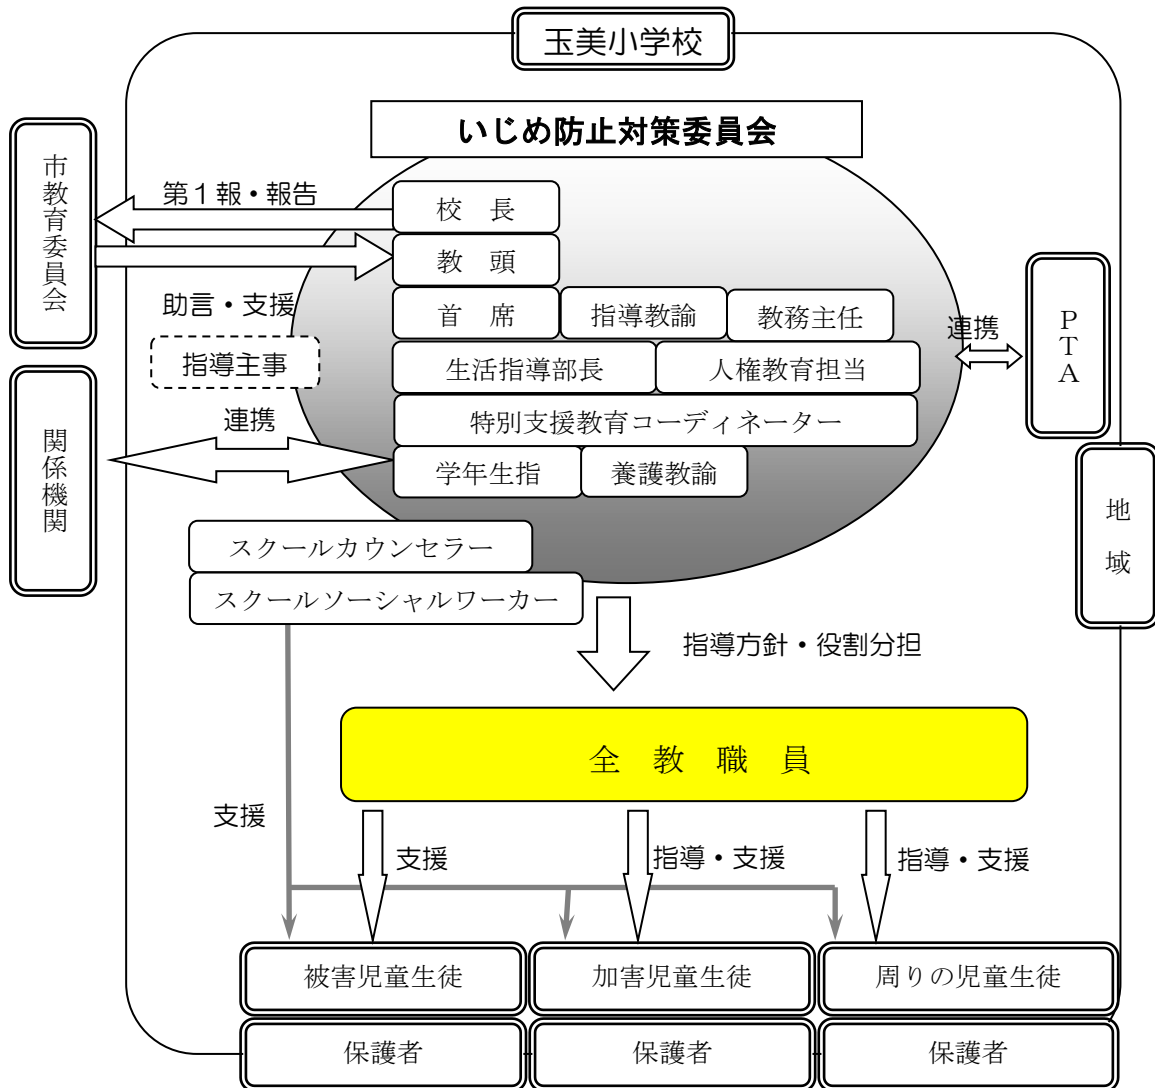 玉美小学校
いじめ防止対策委員会
市教育委員会
第１報・報告
校　長
教　頭
助言・支援
首　席
指導教諭
教務主任
連携
PTA
指導主事
生活指導部長
人権教育担当
特別支援教育コーディネーター
連携
関係機関
学年生指
養護教諭
地　域
スクールカウンセラー
スクールソーシャルワーカー
指導方針・役割分担
全　教　職　員
支援
支援
指導・支援
指導・支援
被害児童生徒
加害児童生徒
周りの児童生徒
保護者
保護者
保護者